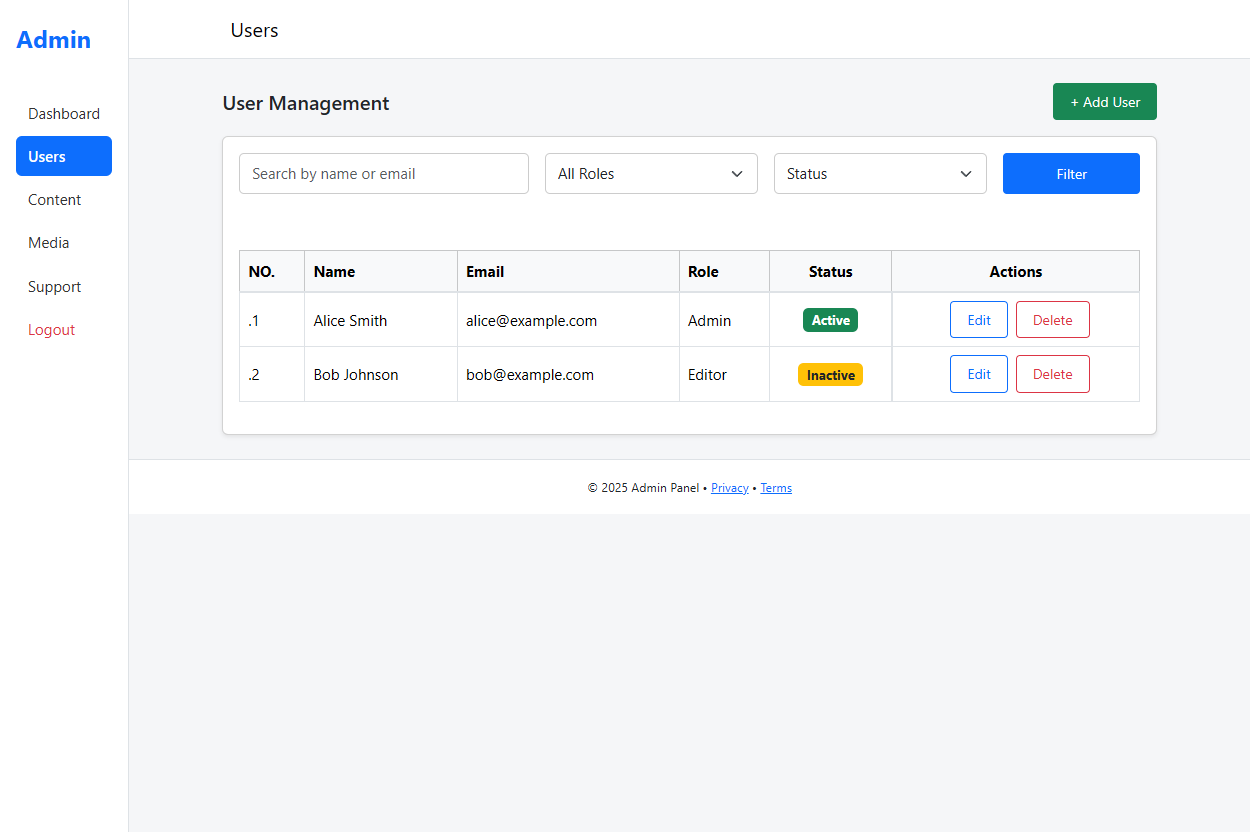 Admin
Users
Dashboard
Users
Content
Media
Support
Logout
User Management
+ Add User
Search by name or email
All Roles
Status
Filter
NO. Name Email Role Status Actions
.1 Alice Smith alice@example.com Admin Active Edit Delete
.2 Bob Johnson bob@example.com Editor Inactive Edit Delete
© 2025 Admin Panel • Privacy • Terms